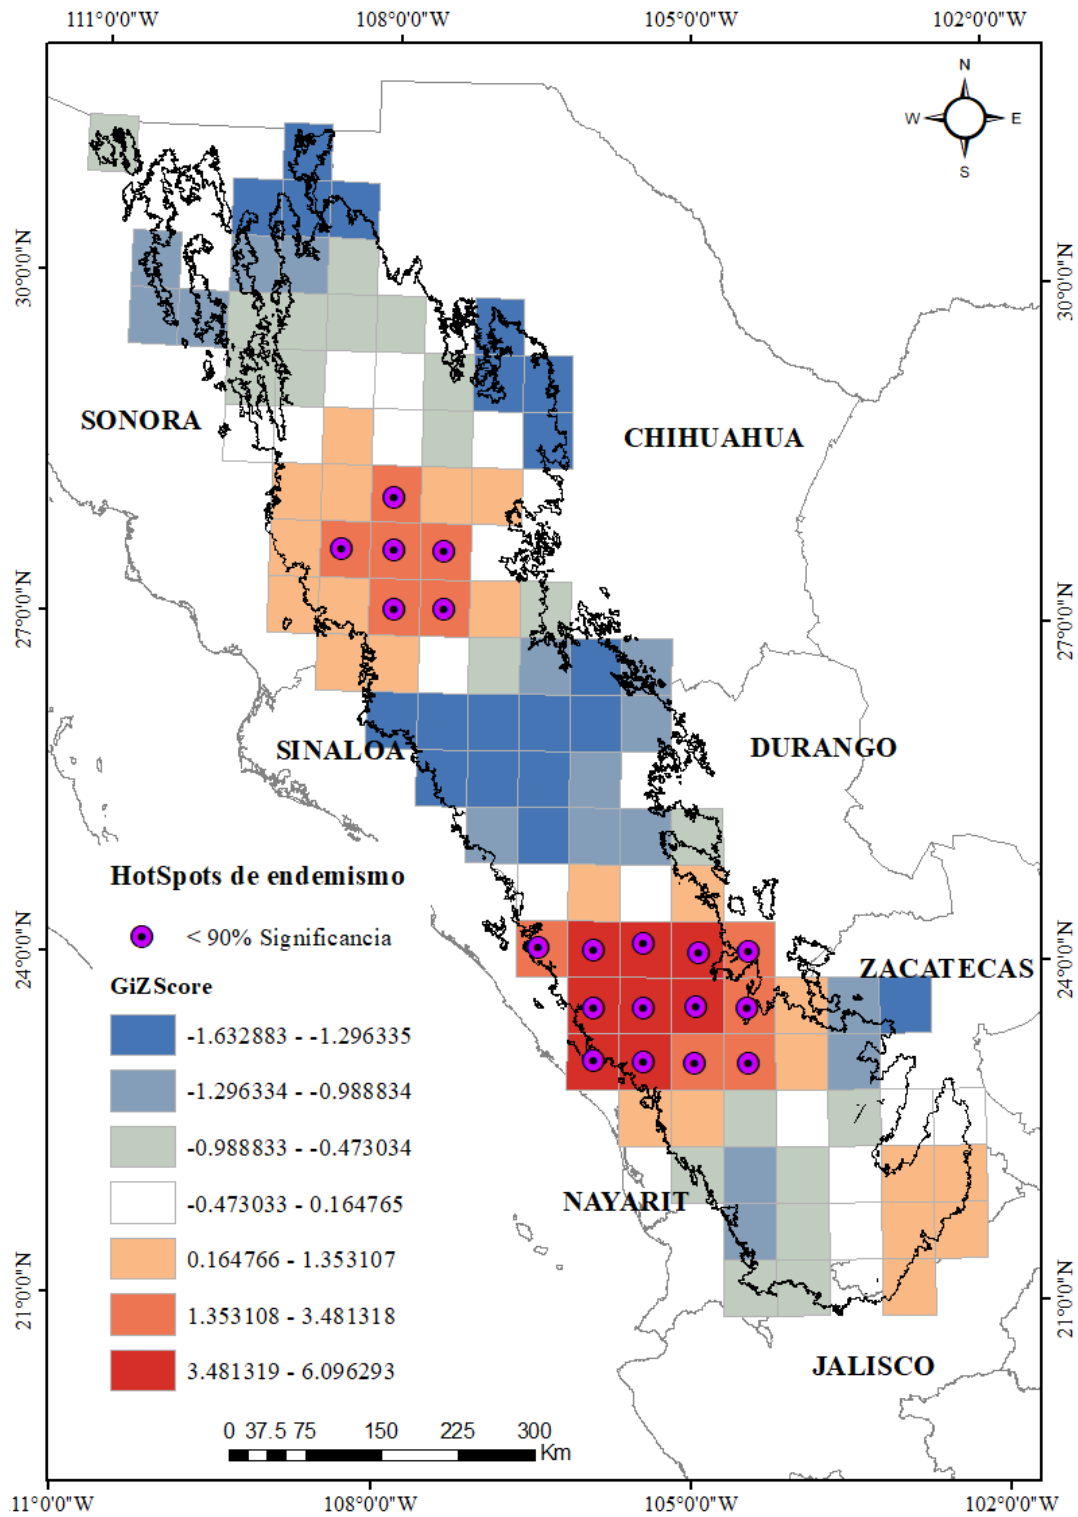 111°0'0"W 108°0'0"W 105°0'0"W 102°0'0"W
N
W E
S
30°0'0"N 30°0'0"N
SONORA
CHIHUAHUA
27°0'0"N 27°0'0"N
SINALOA
DURANGO
HotSpots de endemismo
< 90% Significancia
24°0'0"N 24°0'0"N
ZACATECAS
GiZScore
-1.632883 - -1.296335
-1.296334 - -0.988834
-0.988833 - -0.473034
-0.473033 - 0.164765
NAYARIT
0.164766 - 1.353107
1.353108 - 3.481318
21°0'0"N 21°0'0"N
3.481319 - 6.096293
JALISCO
0 37.5 75 150 225 300
Km
11°0'0"W 108°0'0"W 105°0'0"W 102°0'0"W